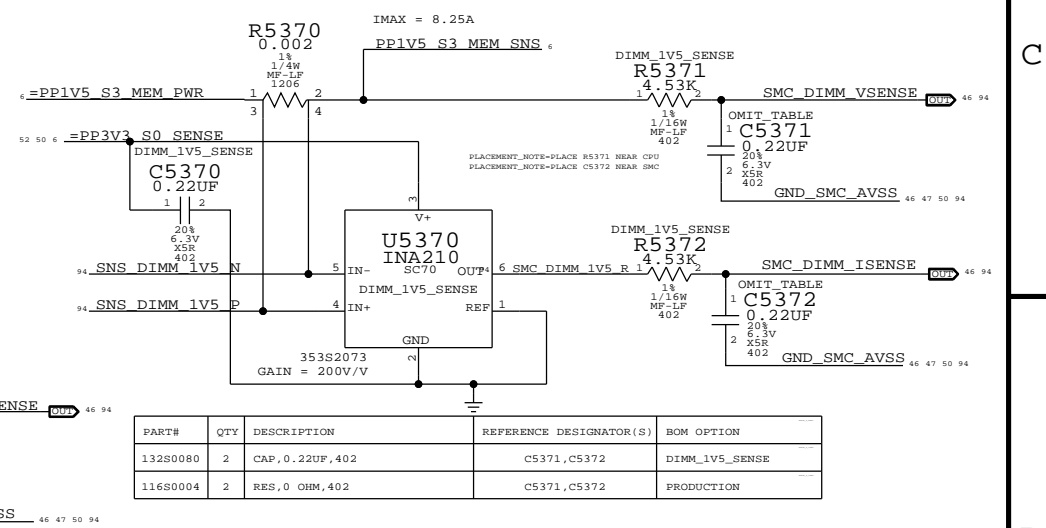 IMAX = 8.25A
R5370
0.002
1%
1/4W
MF-LF
1206
PP1V5_S3_MEM_SNS 6
6 =PP1V5_S3_MEM_PWR
1 2
3 4
DIMM_1V5_SENSE
R5371
4.53K
1 2
1%
1/16W
MF-LF
402
SMC_DIMM_VSENSE OUT 46 94
C
OMIT_TABLE
1 C5371
0.22UF
20%
6.3V
2 X5R
402
GND_SMC_AVSS 46 47 50 94
52 50 6 =PP3V3_S0_SENSE
DIMM_1V5_SENSE
C5370
0.22UF
1 2
20%
6.3V
X5R
402
PLACEMENT_NOTE=PLACE R5371 NEAR CPU
PLACEMENT_NOTE=PLACE C5372 NEAR SMC
3
V+
U5370
INA210
SC70
DIMM_1V5_SENSE
5 IN-
4 IN+
OUT 6
REF 1
GND
2
94 SNS_DIMM_1V5_N
94 SNS_DIMM_1V5_P
SMC_DIMM_1V5_R
DIMM_1V5_SENSE
R5372
4.53K
1 2
1%
1/16W
MF-LF
402
SMC_DIMM_ISENSE OUT 46 94
OMIT_TABLE
1 C5372
0.22UF
20%
6.3V
2 X5R
402
GND_SMC_AVSS 46 47 50 94
353S2073
GAIN = 200V/V
ENSE OUT 46 94
PART# QTY DESCRIPTION REFERENCE DESIGNATOR(S) BOM OPTION
132S0080 2 CAP,0.22UF,402 C5371,C5372 DIMM_1V5_SENSE
116S0004 2 RES,0 OHM,402 C5371,C5372 PRODUCTION
SS 46 47 50 94